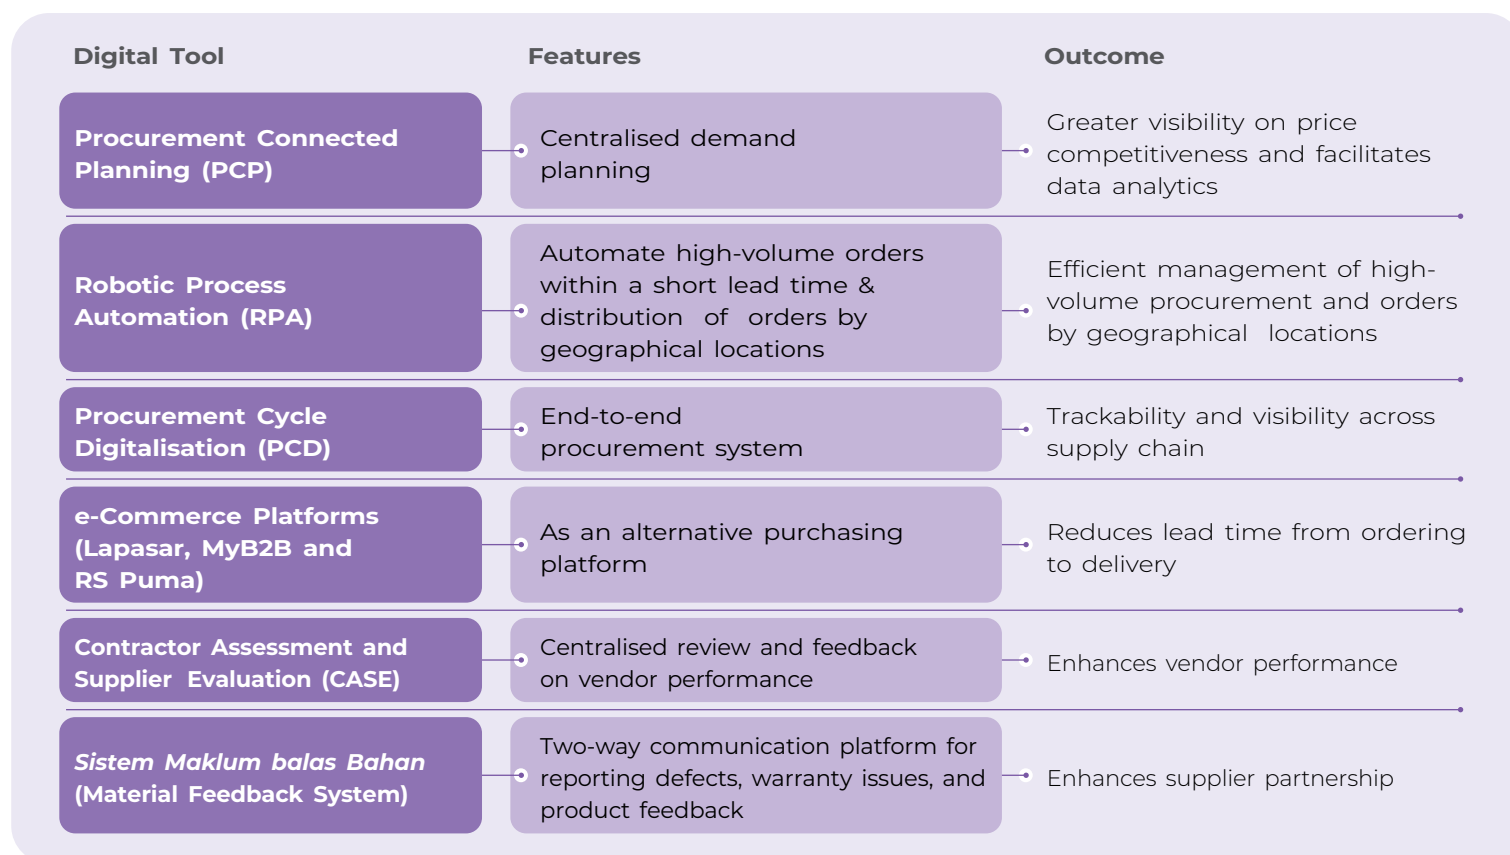 Digital Tool
Features
Outcome
Procurement Connected
Planning (PCP)
Centralised demand
planning
Greater visibility on price
competitiveness and facilitates
data analytics
Robotic Process
Automation (RPA)
Automate high-volume orders
within a short lead time &
distribution of orders by
geographical locations
Efficient management of high-
volume procurement and orders
by geographical locations
Procurement Cycle
Digitalisation (PCD)
End-to-end
procurement system
Trackability and visibility across
supply chain
e-Commerce Platforms
(Lapasar, MyB2B and
RS Puma)
As an alternative purchasing
platform
Reduces lead time from ordering
to delivery
Contractor Assessment and
Supplier Evaluation (CASE)
Centralised review and feedback
on vendor performance
Enhances vendor performance
Sistem Maklum balas Bahan
(Material Feedback System)
Two-way communication platform for
reporting defects, warranty issues, and
product feedback
Enhances supplier partnership